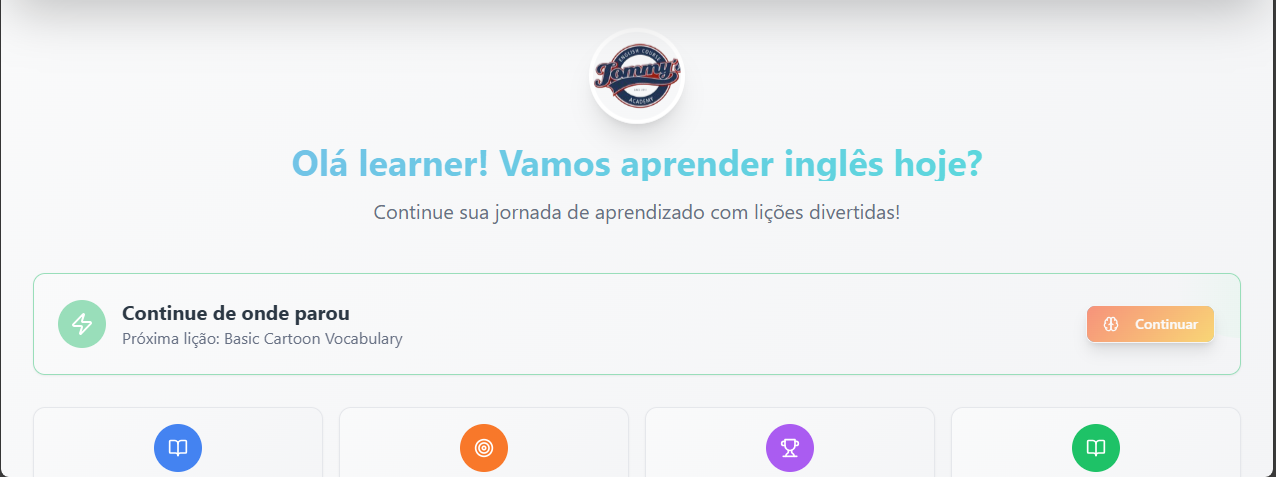 ENGLISH COURSE
Tommy's
ACADEMY
Olá learner! Vamos aprender inglês hoje?
Continue sua jornada de aprendizado com lições divertidas!
Continue de onde parou
Próxima lição: Basic Cartoon Vocabulary
Continuar